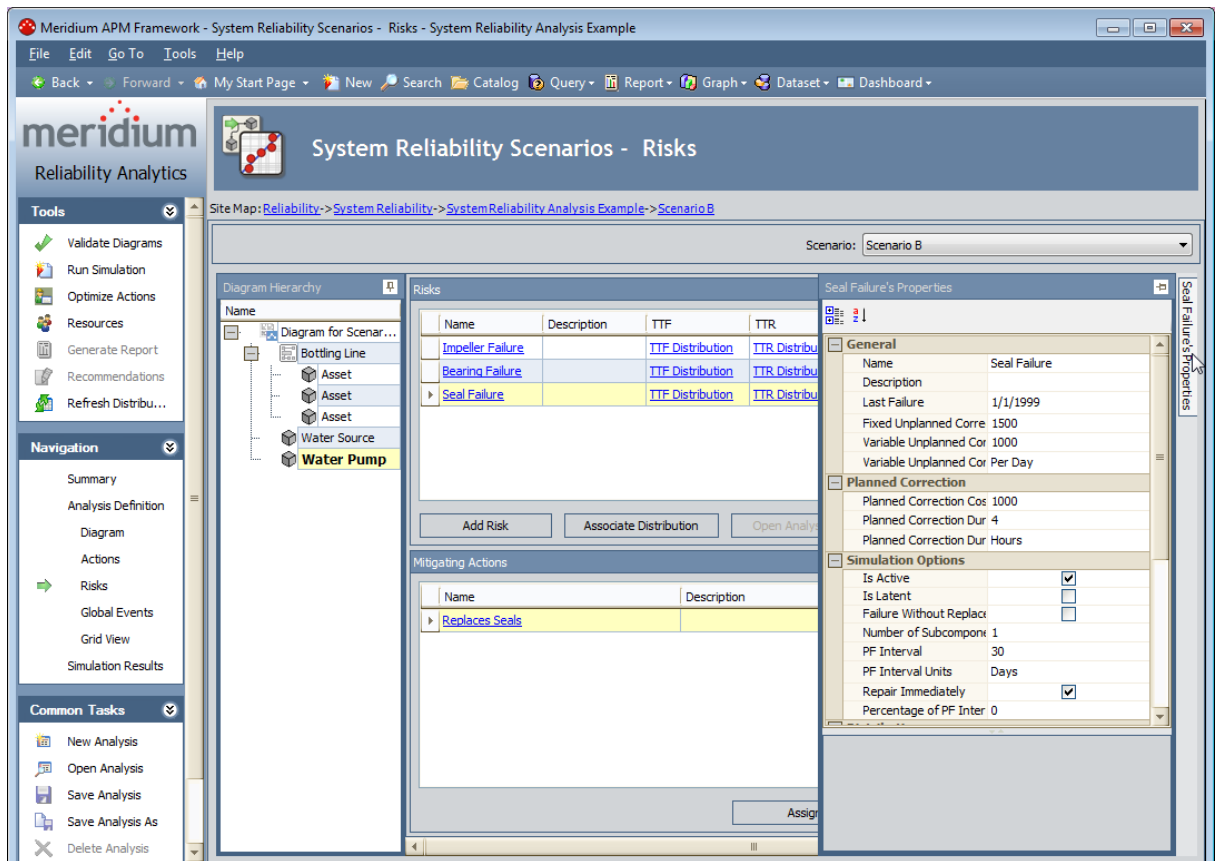 Meridium APM Framework - System Reliability Scenarios - Risks - System Reliability Analysis Example
File Edit Go To Tools Help
Back Forward My Start Page New Search Catalog Query Report Graph Dataset Dashboard
meridium
Reliability Analytics
System Reliability Scenarios - Risks
Site Map: Reliability->System Reliability->System Reliability Analysis Example->Scenario B
Scenario: Scenario B
Tools
Validate Diagrams
Run Simulation
Optimize Actions
Resources
Generate Report
Recommendations
Refresh Distribu...
Navigation
Summary
Analysis Definition
Diagram
Actions
Risks
Global Events
Grid View
Simulation Results
Common Tasks
New Analysis
Open Analysis
Save Analysis
Save Analysis As
Delete Analysis
Diagram Hierarchy
Name
Diagram for Scenar...
Bottling Line
Asset
Asset
Asset
Water Source
Water Pump
Risks
Name Description TTF TTR
Impeller Failure TTF Distribution TTR Distribu
Bearing Failure TTF Distribution TTR Distribu
Seal Failure TTF Distribution TTR Distribu
Add Risk Associate Distribution Open Analys
Mitigating Actions
Name Description
Replaces Seals
Assign
Seal Failure's Properties
General
Name Seal Failure
Description
Last Failure 1/1/1999
Fixed Unplanned Corre 1500
Variable Unplanned Cor 1000
Variable Unplanned Cor Per Day
Planned Correction
Planned Correction Cos 1000
Planned Correction Dur 4
Planned Correction Dur Hours
Simulation Options
Is Active
Is Latent
Failure Without Replace
Number of Subcompone 1
PF Interval 30
PF Interval Units Days
Repair Immediately
Percentage of PF Inter 0
Seal Failure's Properties